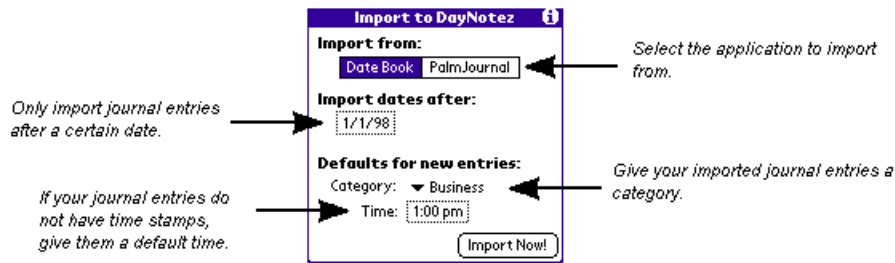 Import to DayNotez i
Import from:
Date Book PalmJournal
Select the application to import
from.
Only import journal entries
after a certain date.
Import dates after:
1/1/98
Defaults for new entries:
Category: Business
Give your imported journal entries a
category.
If your journal entries do
not have time stamps,
give them a default time.
Time: 1:00 pm
Import Now!